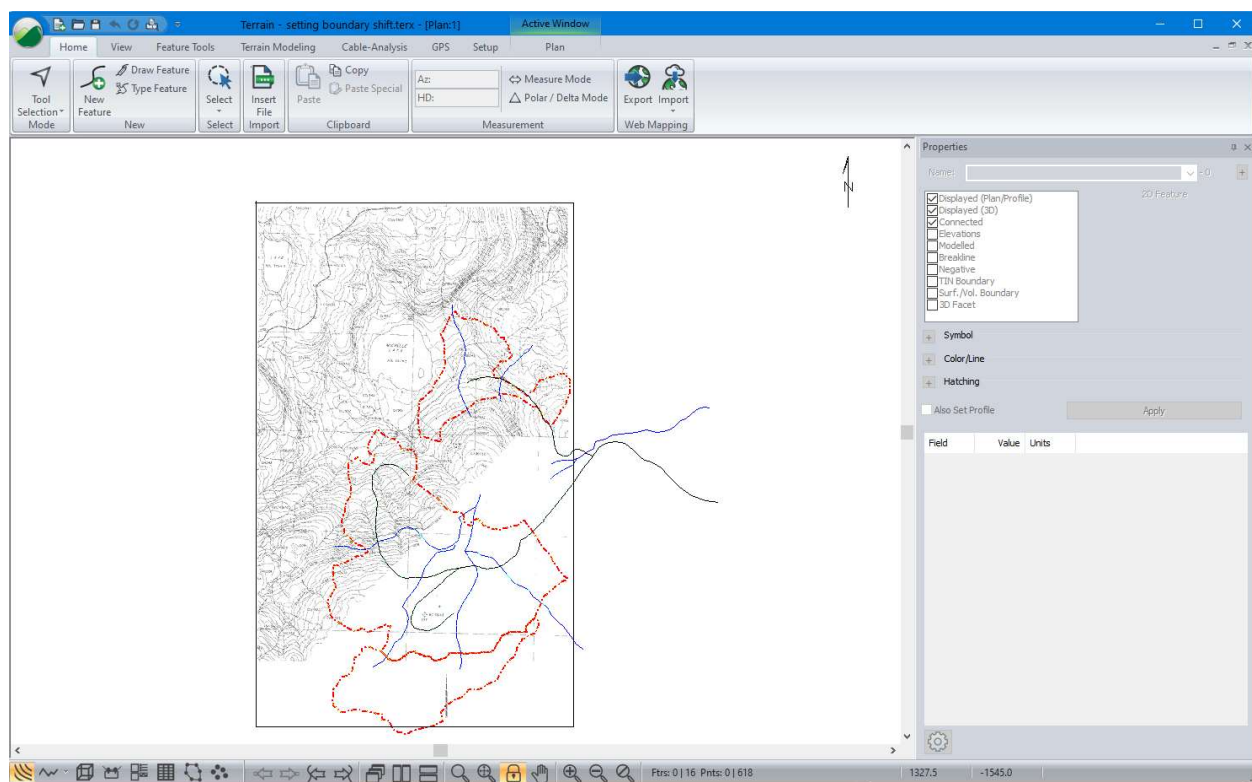 Terrain - setting boundary shift.terx - [Plan:1]
Active Window
Home View Feature Tools Terrain Modeling Cable-Analysis GPS Setup Plan
Tool Selection
Mode
New Feature
Draw Feature
Type Feature
New
Select
Select
Insert File
Import
Paste
Copy
Paste Special
Clipboard
Az:
HD:
Measure Mode
Polar / Delta Mode
Measurement
Export Import
Web Mapping
N
Properties
Name: - 0 +
2D Feature
Displayed (Plan/Profile)
Displayed (3D)
Connected
Elevations
Modelled
Breakline
Negative
TIN Boundary
Surf./Vol. Boundary
3D Facet
+ Symbol
+ Color/Line
+ Hatching
Also Set Profile Apply
Field Value Units
Ftrs: 0 | 16 Pnts: 0 | 618 1327.5 -1545.0